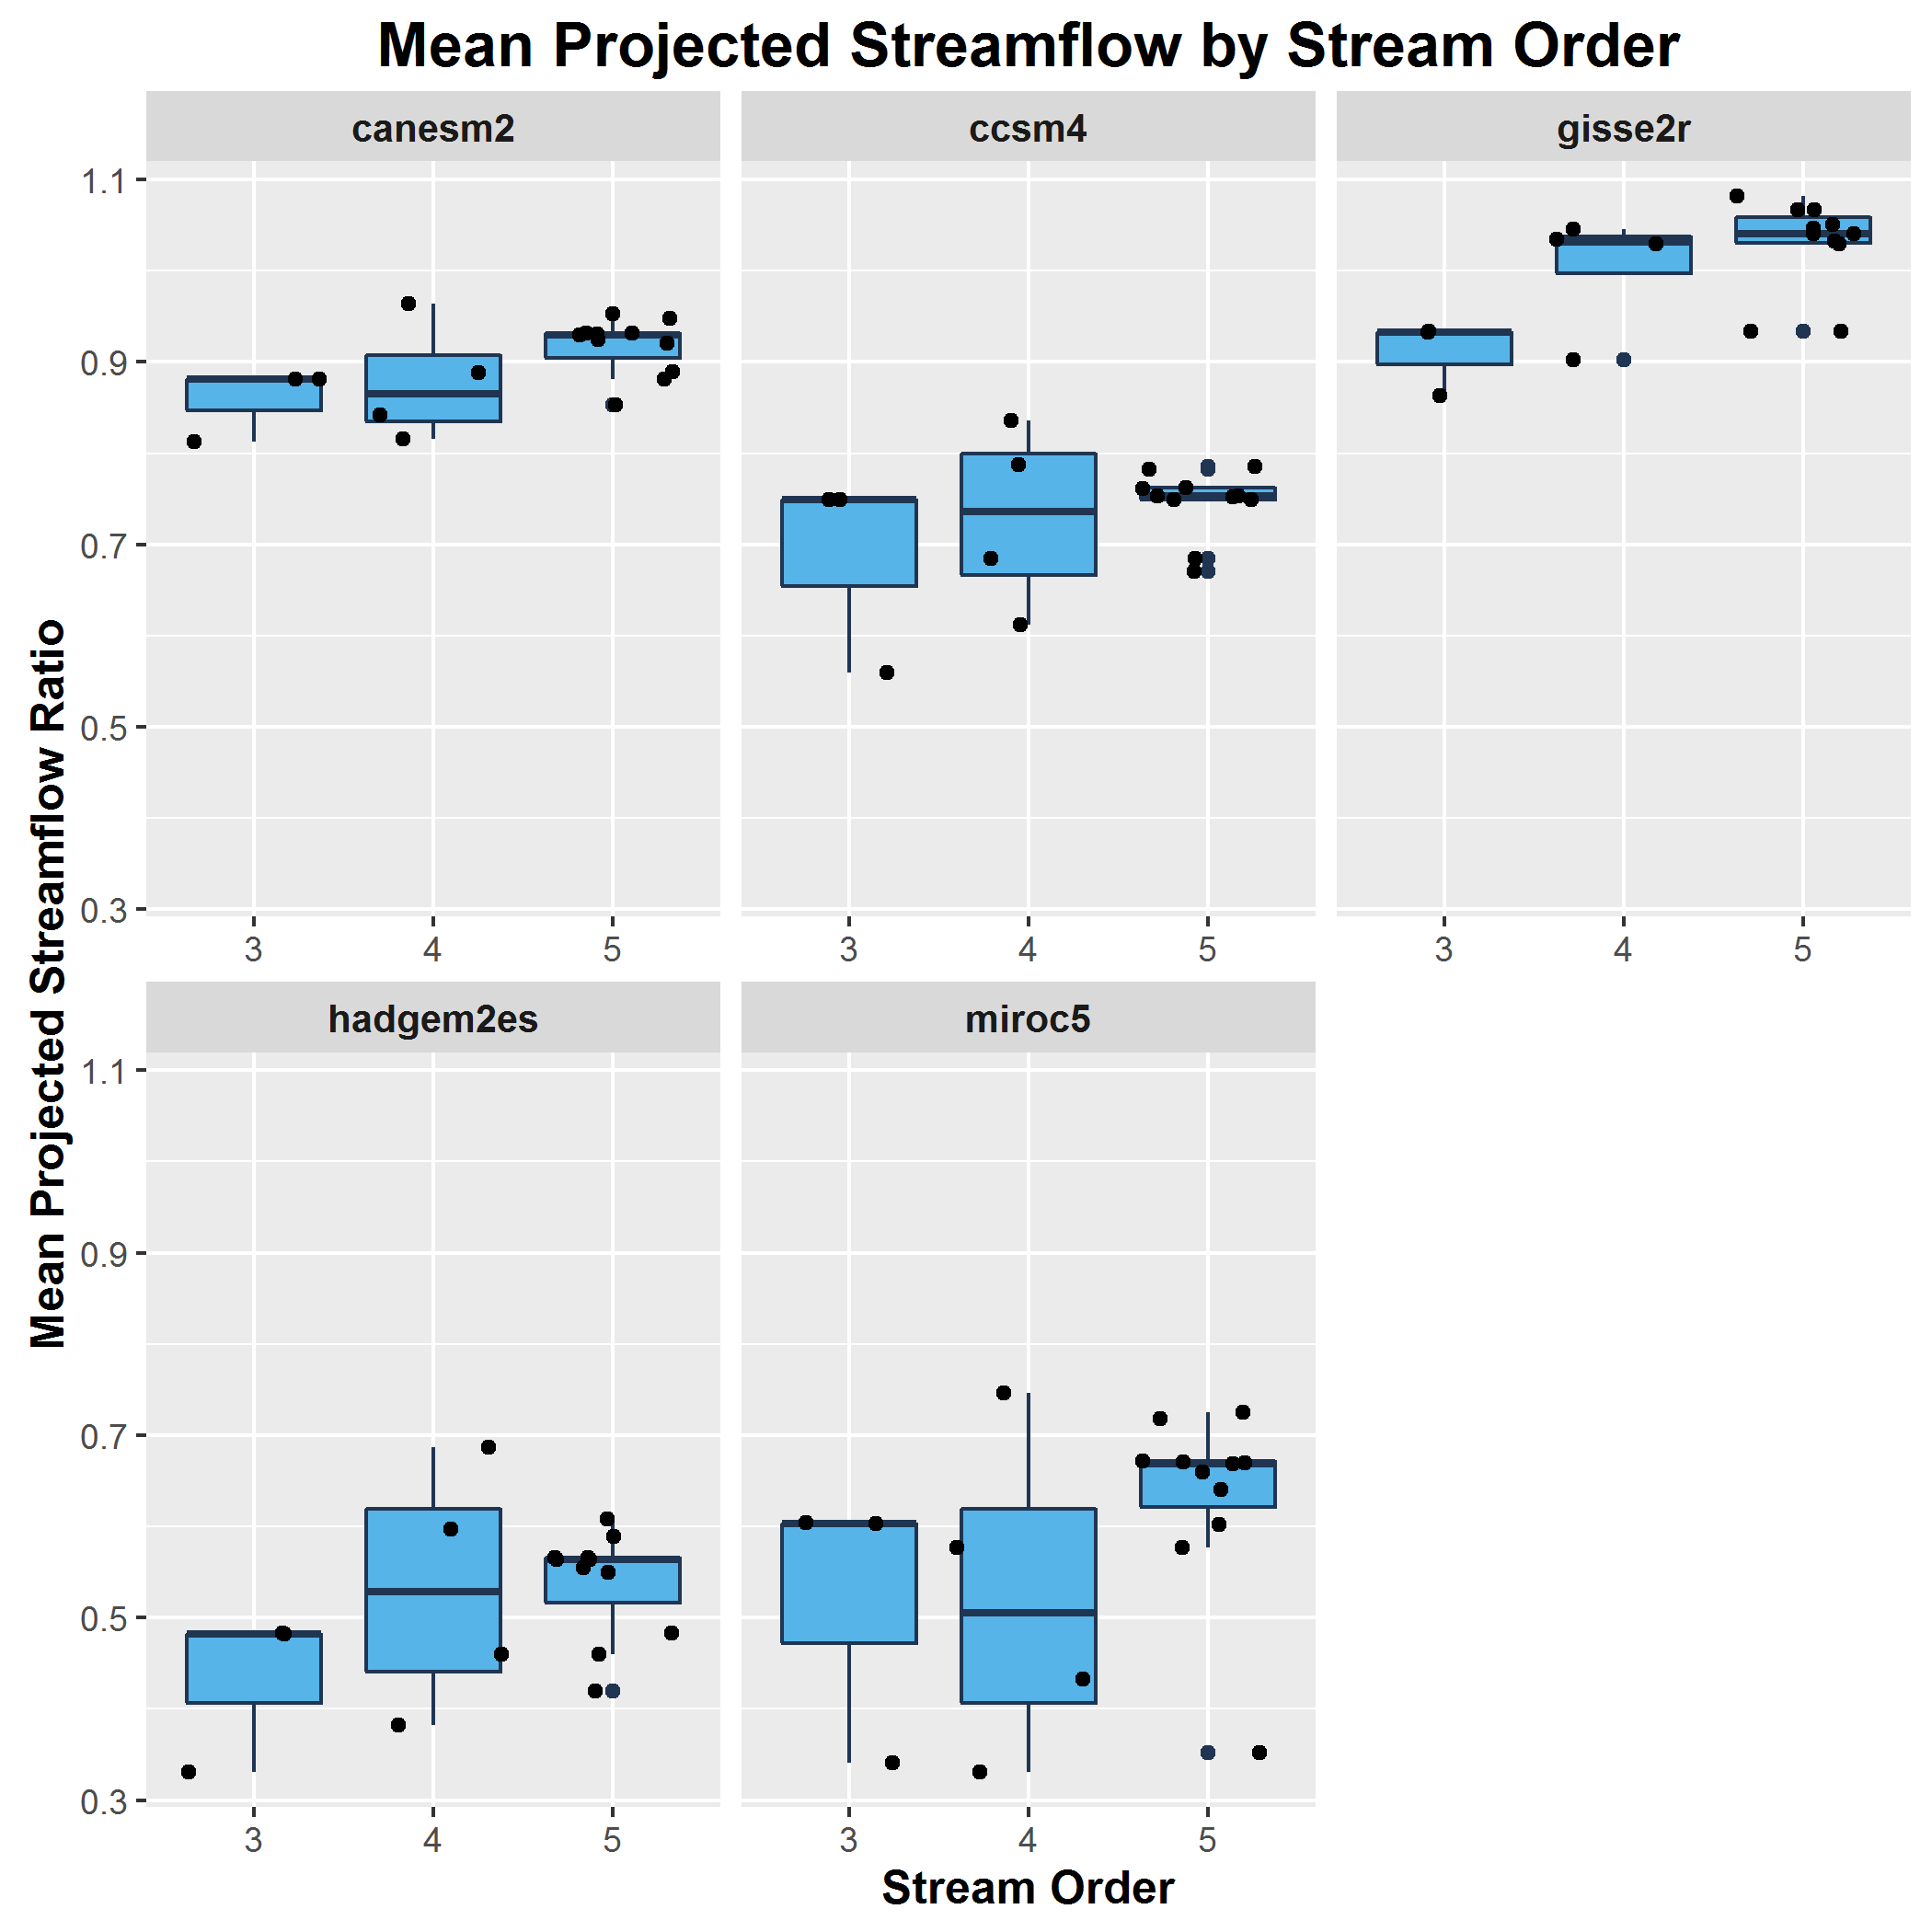 Mean Projected Streamflow by Stream Order
canesm2 ccsm4 gisse2r
1.1
0.9
0.7
0.5
0.3
3 4 5 3 4 5 3 4 5
Mean Projected Streamflow Ratio
hadgem2es miroc5
1.1
0.9
0.7
0.5
0.3
3 4 5 3 4 5
Stream Order